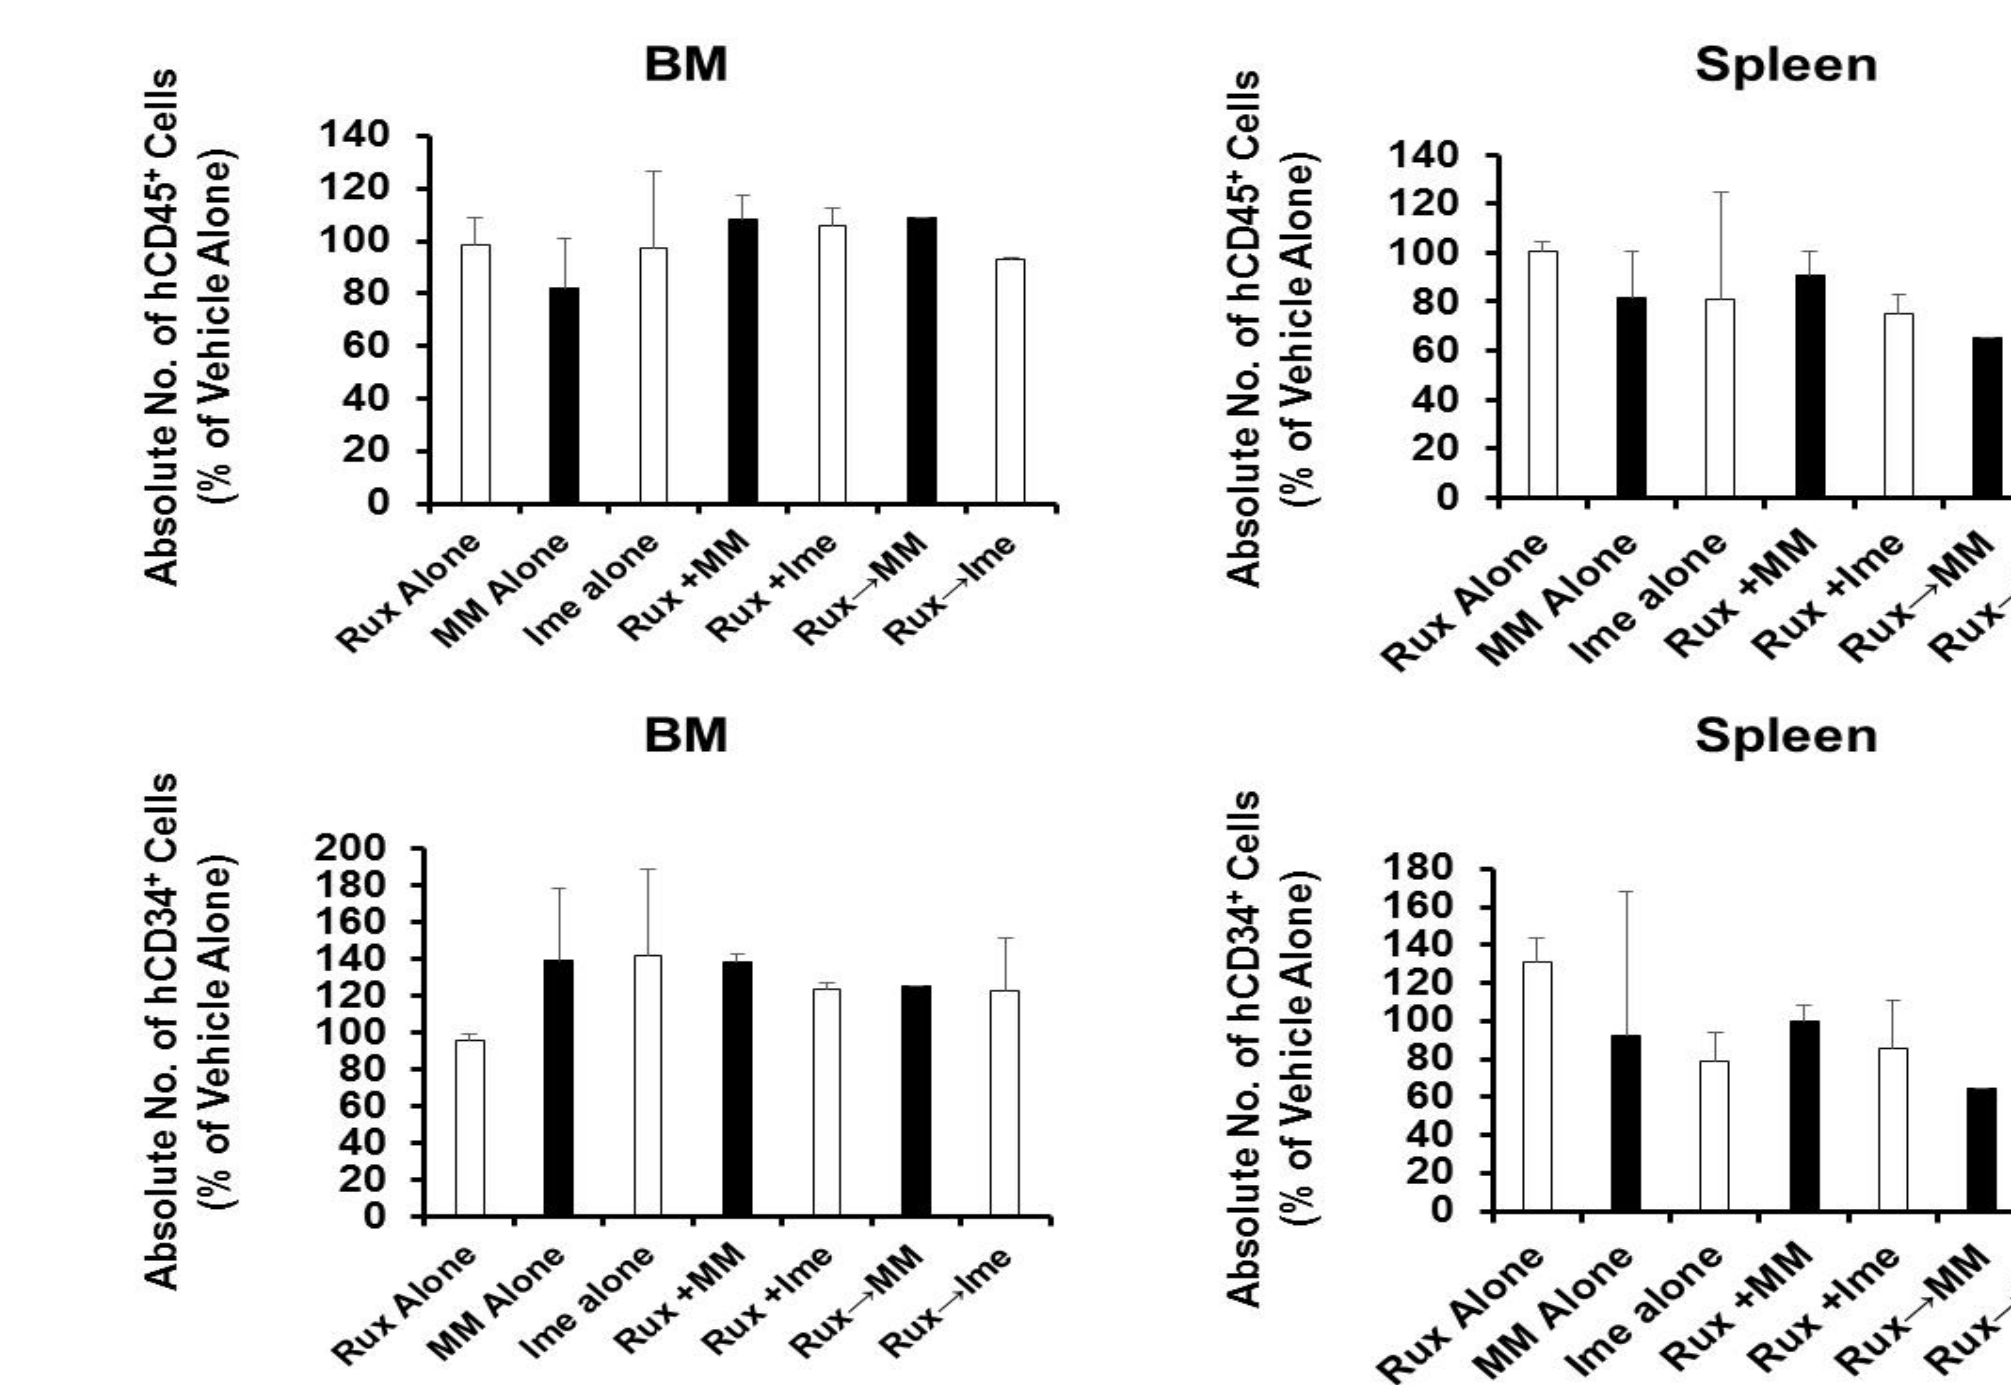 BM
Absolute No. of hCD45⁺ Cells
(% of Vehicle Alone)
140
120
100
80
60
40
20
0
Rux Alone
MM Alone
Ime alone
Rux +MM
Rux +Ime
Rux→MM
Rux→Ime
Spleen
Absolute No. of hCD45⁺ Cells
(% of Vehicle Alone)
140
120
100
80
60
40
20
0
Rux Alone
MM Alone
Ime alone
Rux +MM
Rux +Ime
Rux→MM
Rux→
BM
Absolute No. of hCD34⁺ Cells
(% of Vehicle Alone)
200
180
160
140
120
100
80
60
40
20
0
Rux Alone
MM Alone
Ime alone
Rux +MM
Rux +Ime
Rux→MM
Rux→Ime
Spleen
Absolute No. of hCD34⁺ Cells
(% of Vehicle Alone)
180
160
140
120
100
80
60
40
20
0
Rux Alone
MM Alone
Ime alone
Rux +MM
Rux +Ime
Rux→MM
Rux→